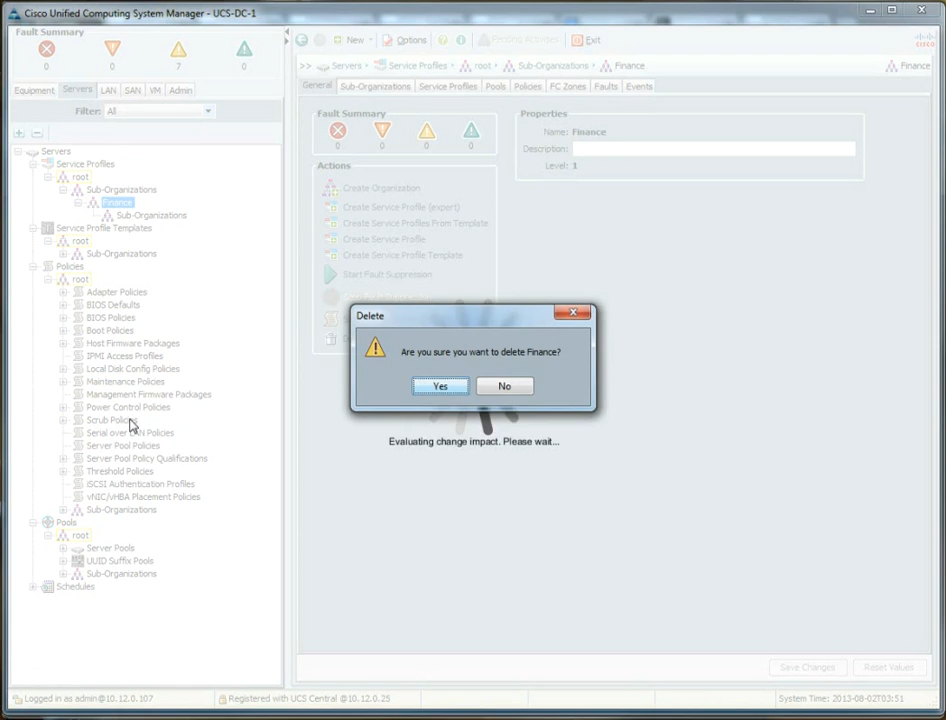 Cisco Unified Computing System Manager - UCS-DC-1
Fault Summary
0 0 7 0
Equipment Servers LAN SAN VM Admin
Filter: All
Servers
Service Profiles
root
Sub-Organizations
Finance
Sub-Organizations
Service Profile Templates
root
Sub-Organizations
Policies
root
Adapter Policies
BIOS Defaults
BIOS Policies
Boot Policies
Host Firmware Packages
IPMI Access Profiles
Local Disk Config Policies
Maintenance Policies
Management Firmware Packages
Power Control Policies
Scrub Policies
Serial over LAN Policies
Server Pool Policies
Server Pool Policy Qualifications
Threshold Policies
iSCSI Authentication Profiles
vNIC/vHBA Placement Policies
Sub-Organizations
Pools
root
Server Pools
UUID Suffix Pools
Sub-Organizations
Schedules
New Options Pending Activities Exit
CISCO
>> Servers Service Profiles root Sub-Organizations Finance Finance
General Sub-Organizations Service Profiles Pools Policies FC Zones Faults Events
Fault Summary
0 0 0 0
Actions
Create Organization
Create Service Profile (expert)
Create Service Profiles From Template
Create Service Profile
Create Service Profile Template
Start Fault Suppression
Properties
Name: Finance
Description:
Level: 1
Delete
Are you sure you want to delete Finance?
Yes No
Evaluating change impact. Please wait...
Save Changes Reset Values
Logged in as admin@10.12.0.107 Registered with UCS Central @10.12.0.25 System Time: 2013-08-02T03:51